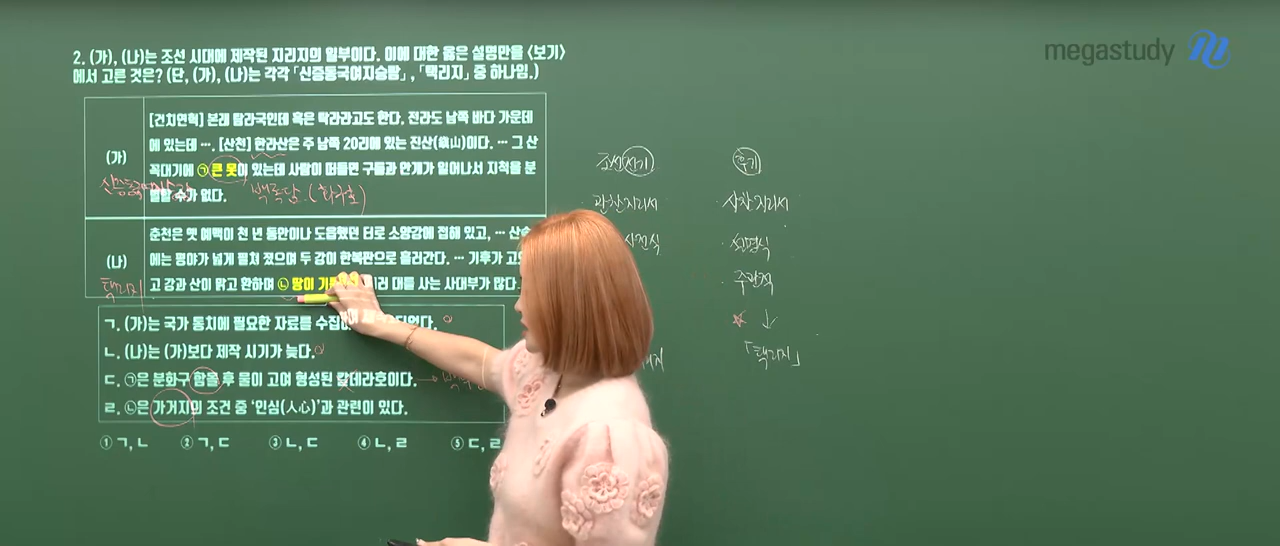 megastudy
2. (가), (나)는 조선 시대에 제작된 지리지의 일부이다. 이에 대한 옳은 설명만을 〈보기〉
에서 고른 것은? (단, (가), (나)는 각각 「신증동국여지승람」, 「택리지」 중 하나임.)
(가)
[건치연혁] 본래 탐라국인데 혹은 탁라라고도 한다. 전라도 남쪽 바다 가운데
에 있는데 …. [산천] 한라산은 주 남쪽 20리에 있는 진산(鎭山)이다. … 그 산
꼭대기에 ㉠ 큰 못이 있는데 사람이 떠들면 구름과 안개가 일어나서 지척을 분
별할 수가 없다.
백록담. (화구호)
(나)
택리지
춘천은 옛 예맥이 천 년 동안이나 도읍했던 터로 소양강에 접해 있고, …
에는 평야가 넓게 펼쳐 졌으며 두 강이 한복판으로 흘러간다. … 기후가
고 강과 산이 맑고 환하며 ㉡ 땅이 대를 사는 사대부가 많다.
ㄱ. (가)는 국가 통치에 필요한 자료를
ㄴ. (나)는 (가)보다 제작 시기가 늦다.
ㄷ. ㉠은 분화구 함몰 후 물이 고여 형성된 칼데라호이다.
ㄹ. ㉡은 가거지의 조건 중 '인심(人心)'과 관련이 있다.
① ㄱ, ㄴ ② ㄱ, ㄷ ③ ㄴ, ㄷ ④ ㄴ, ㄹ ⑤ ㄷ, ㄹ
조선 전기
· 관찬지리서
후기
· 사찬지리서
· 설명식
· 주관적
↓
「택리지」